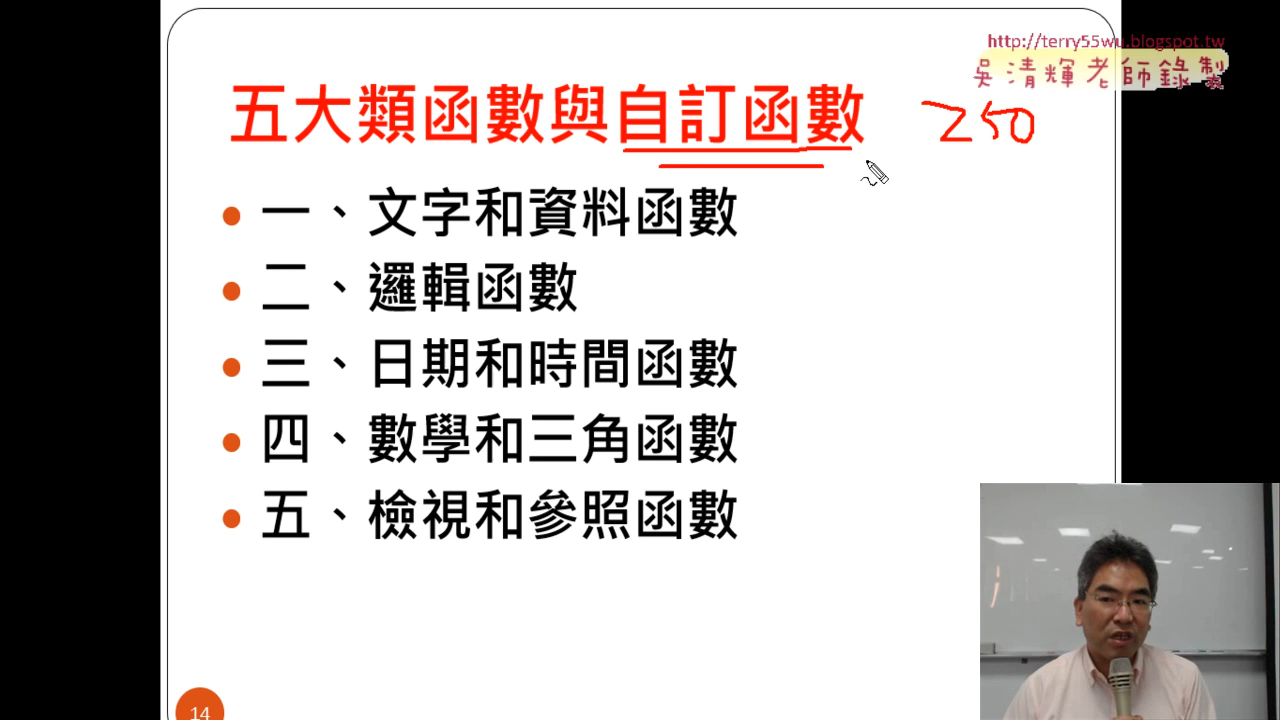 http://terry55wu.blogspot.tw
吳清輝老師錄製
五大類函數與自訂函數 250
一、文字和資料函數
二、邏輯函數
三、日期和時間函數
四、數學和三角函數
五、檢視和參照函數
14